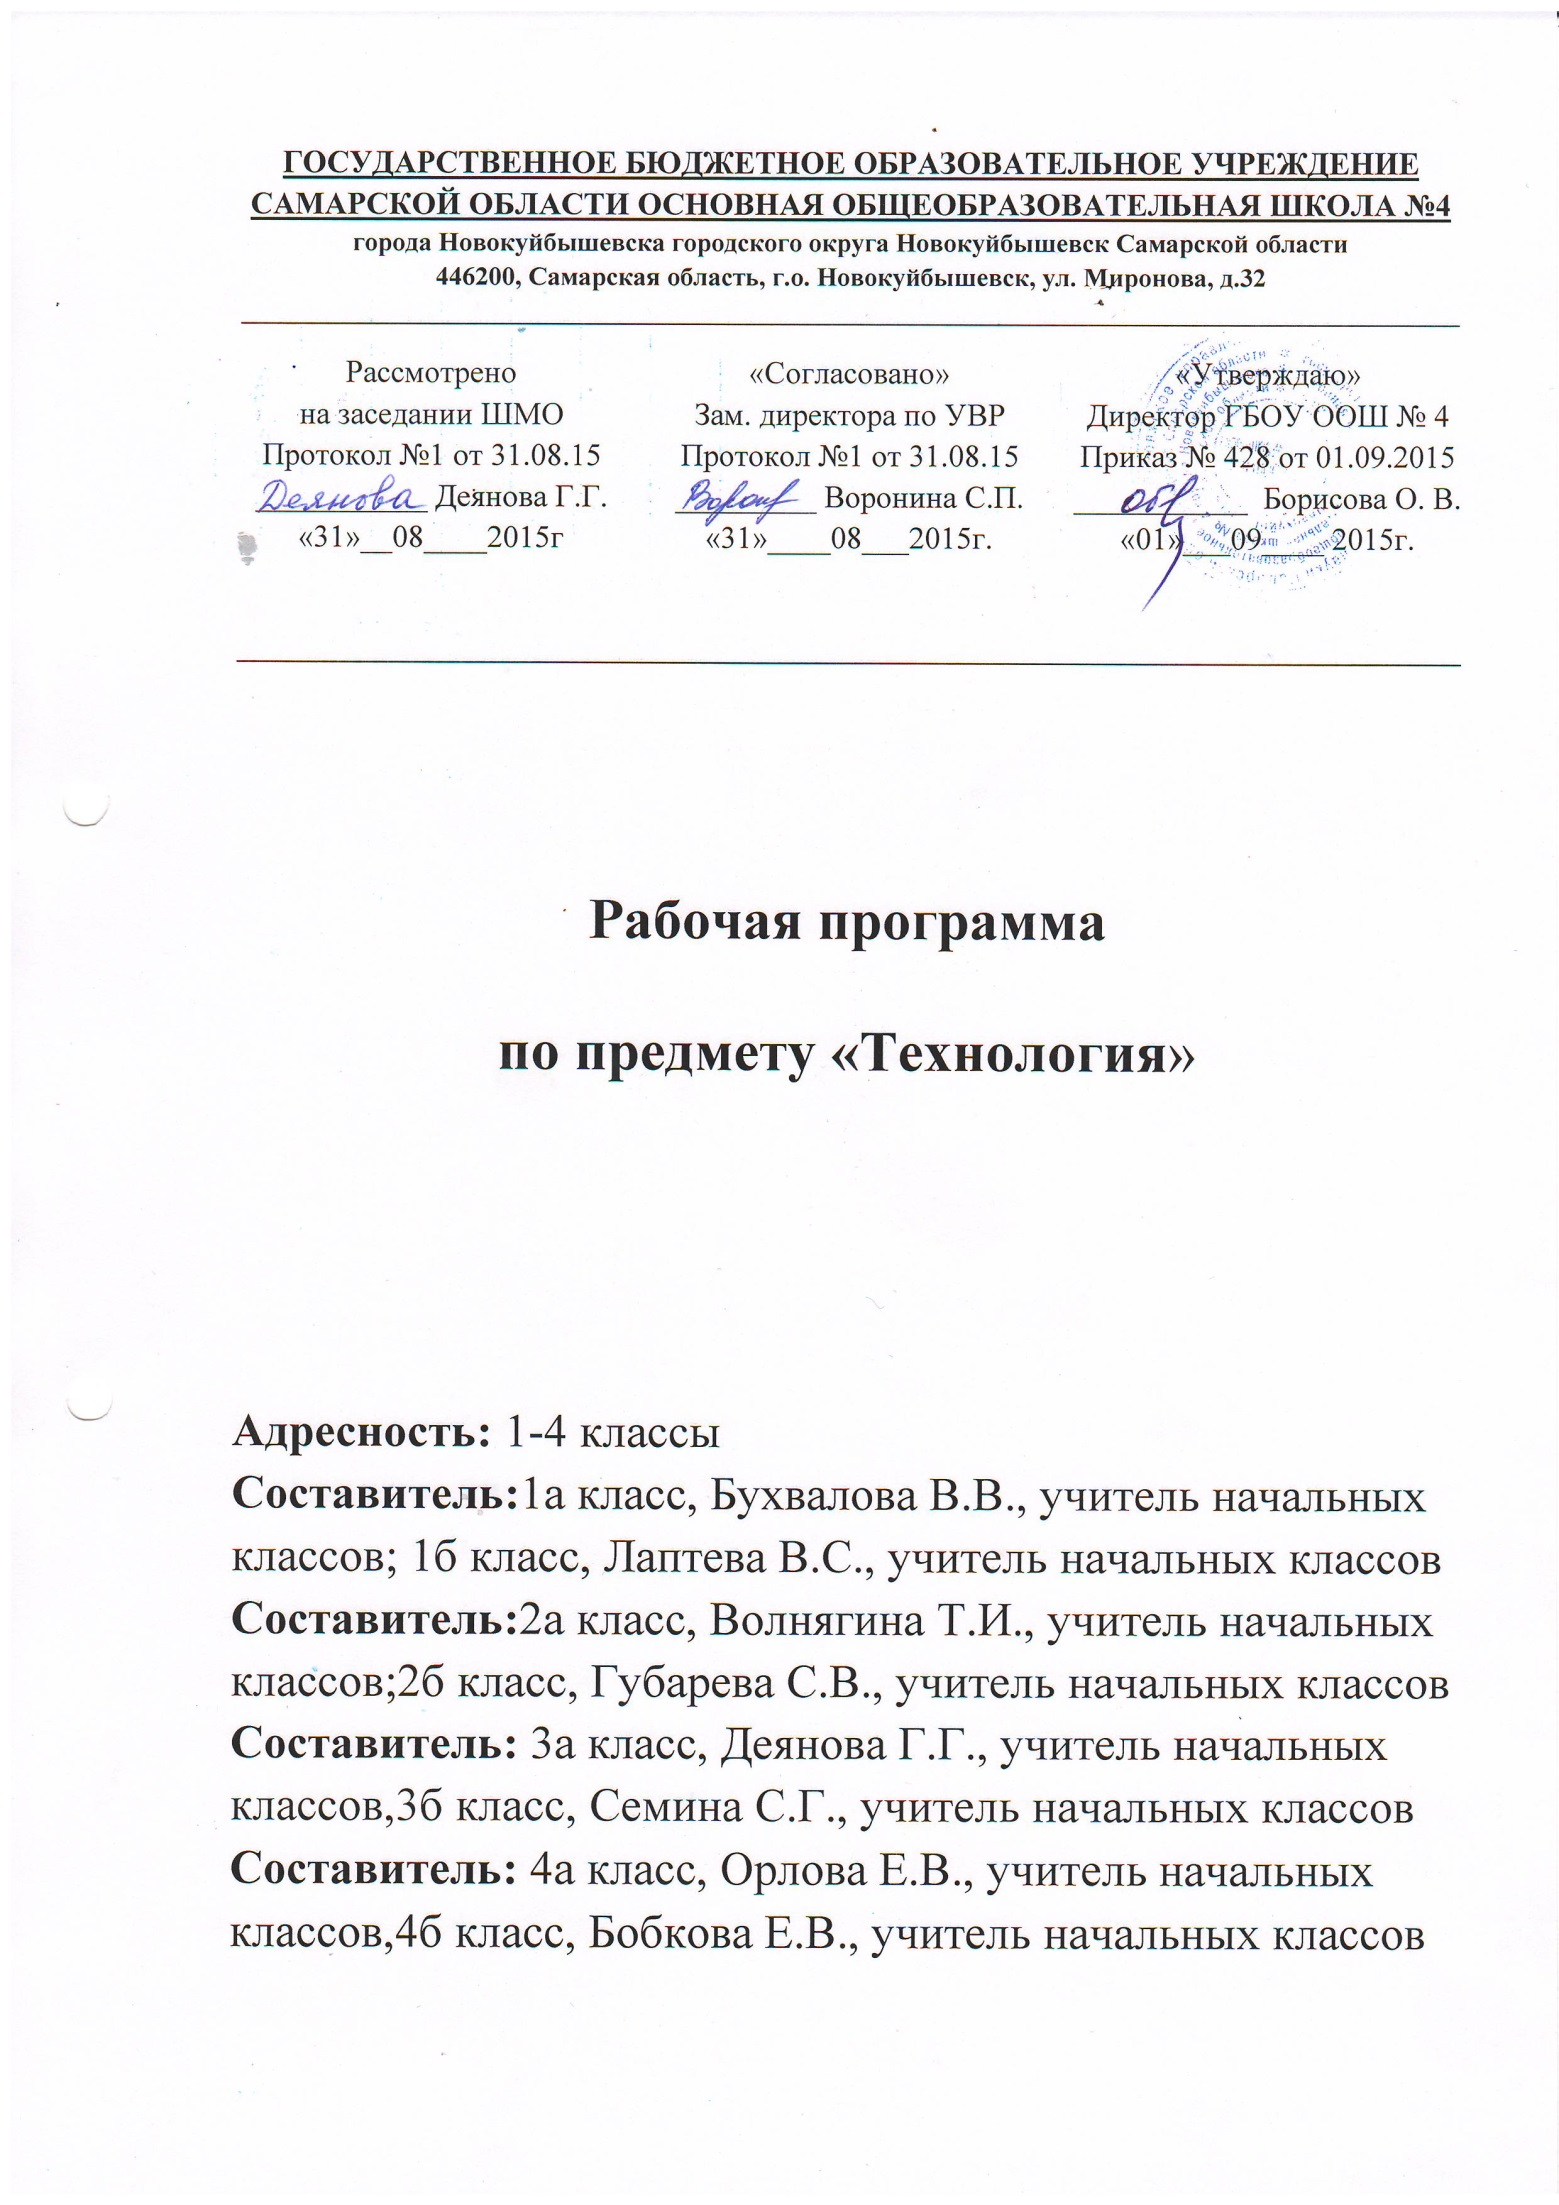 ГОСУДАРСТВЕННОЕ БЮДЖЕТНОЕ ОБРАЗОВАТЕЛЬНОЕ УЧРЕЖДЕНИЕ
САМАРСКОЙ ОБЛАСТИ ОСНОВНАЯ ОБЩЕОБРАЗОВАТЕЛЬНАЯ ШКОЛА №4
города Новокуйбышевска городского округа Новокуйбышевск Самарской области
446200, Самарская область, г.о. Новокуйбышевск, ул. Миронова, д.32
Рассмотрено
на заседании ШМО
Протокол №1 от 31.08.15
Деянова Деянова Г.Г.
«31»__08____2015г
«Согласовано»
Зам. директора по УВР
Протокол №1 от 31.08.15
Воронина С.П.
«31»____08___2015г.
«Утверждаю»
Директор ГБОУ ООШ № 4
Приказ № 428 от 01.09.2015
Борисова О. В.
«01»___09____ 2015г.
Рабочая программа
по предмету «Технология»
Адресность: 1-4 классы
Составитель:1а класс, Бухвалова В.В., учитель начальных
классов; 1б класс, Лаптева В.С., учитель начальных классов
Составитель:2а класс, Волнягина Т.И., учитель начальных
классов;2б класс, Губарева С.В., учитель начальных классов
Составитель: 3а класс, Деянова Г.Г., учитель начальных
классов,3б класс, Семина С.Г., учитель начальных классов
Составитель: 4а класс, Орлова Е.В., учитель начальных
классов,4б класс, Бобкова Е.В., учитель начальных классов